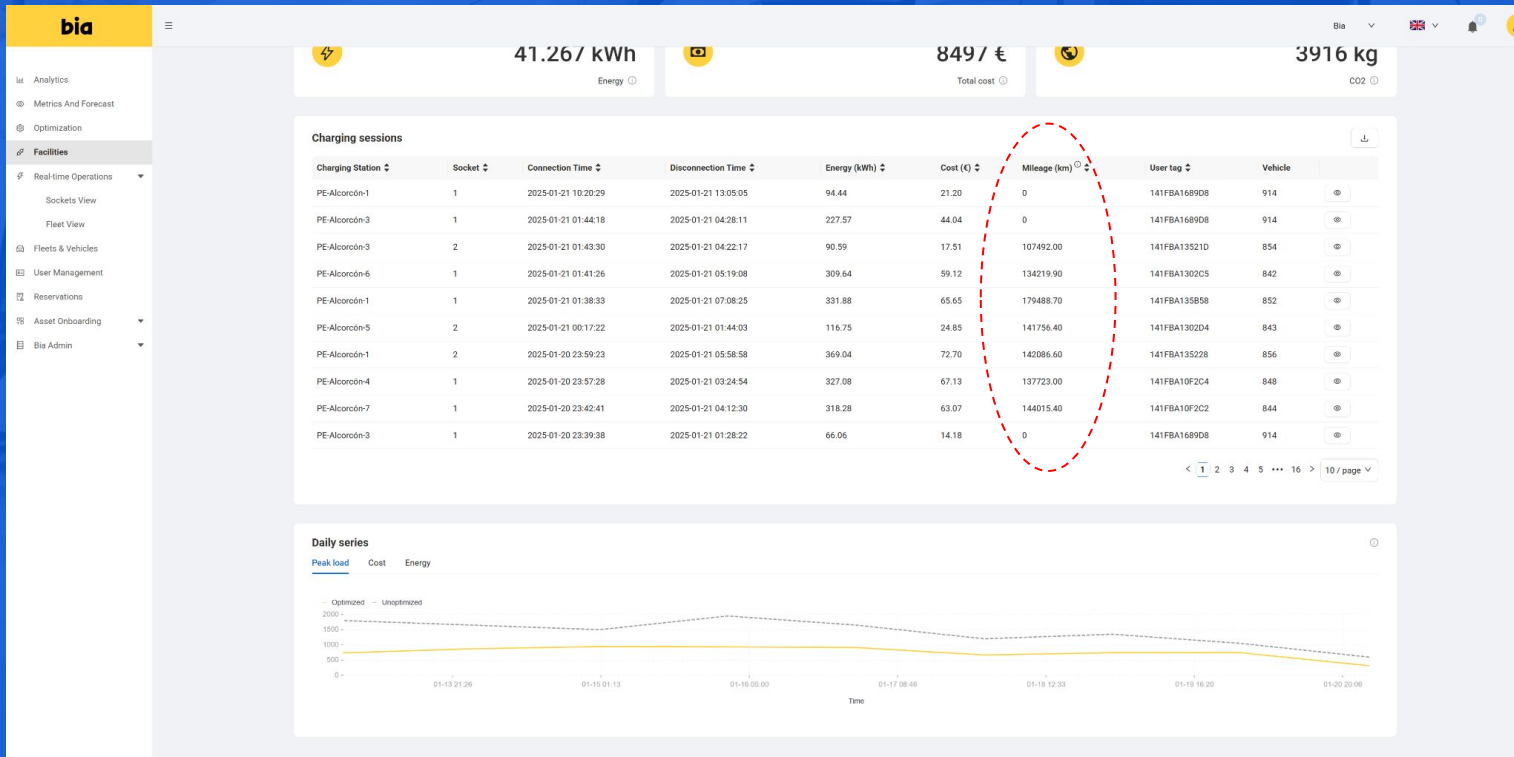 bia
Bia
0
Analytics
Metrics And Forecast
Optimization
Facilities
Real-time Operations
Sockets View
Fleet View
Fleets & Vehicles
User Management
Reservations
Asset Onboarding
Bia Admin
41.267 kWh
Energy
8497 €
Total cost
3916 kg
CO2
Charging sessions
Charging Station Socket Connection Time Disconnection Time Energy (kWh) Cost (€) Mileage (km) User tag Vehicle
PE-Alcorcón-1 1 2025-01-21 10:20:29 2025-01-21 13:05:05 94.44 21.20 0 141FBA1689D8 914
PE-Alcorcón-3 1 2025-01-21 01:44:18 2025-01-21 04:28:11 227.57 44.04 0 141FBA1689D8 914
PE-Alcorcón-3 2 2025-01-21 01:43:30 2025-01-21 04:22:17 90.59 17.51 107492.00 141FBA13521D 854
PE-Alcorcón-6 1 2025-01-21 01:41:26 2025-01-21 05:19:08 309.64 59.12 134219.90 141FBA1302C5 842
PE-Alcorcón-1 1 2025-01-21 01:38:33 2025-01-21 07:08:25 331.88 65.65 179488.70 141FBA135B58 852
PE-Alcorcón-5 2 2025-01-21 00:17:22 2025-01-21 01:44:03 116.75 24.85 141756.40 141FBA1302D4 843
PE-Alcorcón-1 2 2025-01-20 23:59:23 2025-01-21 05:58:58 369.04 72.70 142086.60 141FBA135228 856
PE-Alcorcón-4 1 2025-01-20 23:57:28 2025-01-21 03:24:54 327.08 67.13 137723.00 141FBA10F2C4 848
PE-Alcorcón-7 1 2025-01-20 23:42:41 2025-01-21 04:12:30 318.28 63.07 144015.40 141FBA10F2C2 844
PE-Alcorcón-3 1 2025-01-20 23:39:38 2025-01-21 01:28:22 66.06 14.18 0 141FBA1689D8 914
< 1 2 3 4 5 ••• 16 > 10 / page
Daily series
Peak load Cost Energy
Optimized Unoptimized
2000
1500
1000
500
0
01-13 21:26 01-15 01:13 01-16 05:00 01-17 08:46 01-18 12:33 01-19 16:20 01-20 20:06
Time